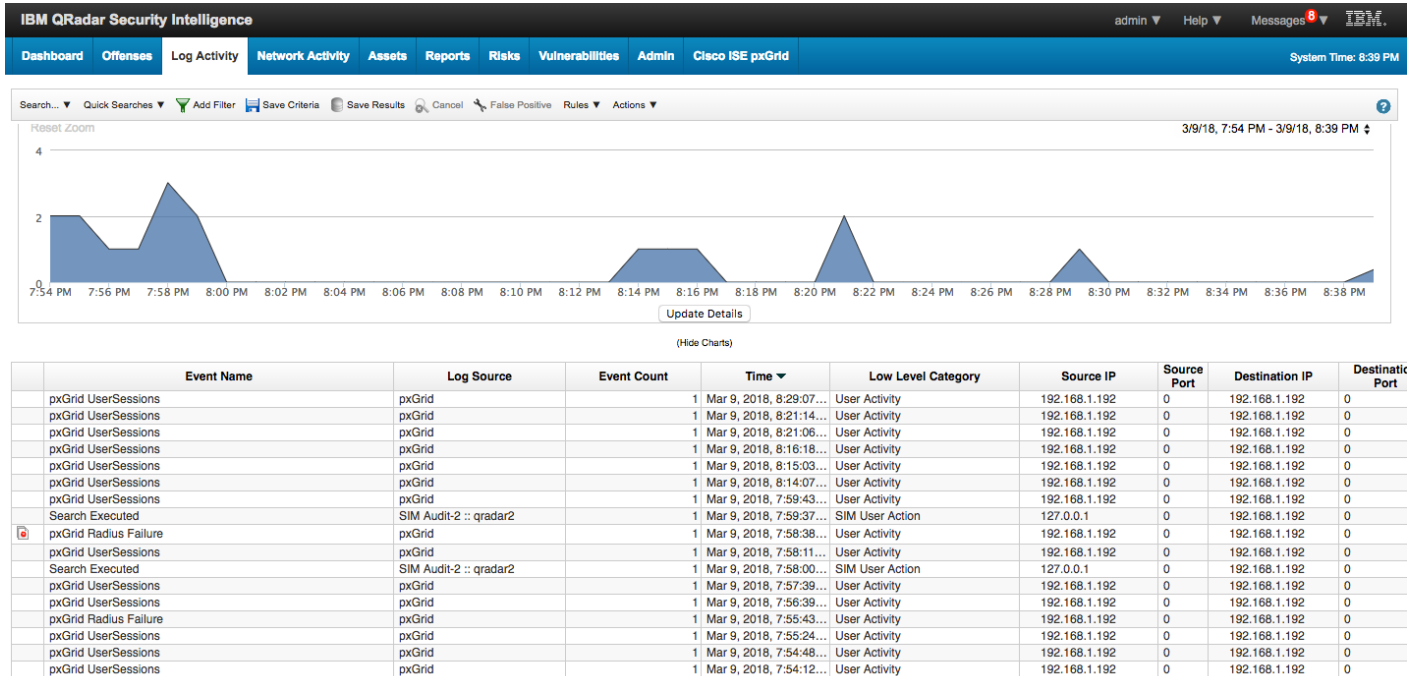 IBM QRadar Security Intelligence
admin ▼ Help ▼ Messages 8 ▼ IBM.
Dashboard Offenses Log Activity Network Activity Assets Reports Risks Vulnerabilities Admin Cisco ISE pxGrid System Time: 8:39 PM
Search... ▼ Quick Searches ▼ Add Filter Save Criteria Save Results Cancel False Positive Rules ▼ Actions ▼ ?
Reset Zoom 3/9/18, 7:54 PM - 3/9/18, 8:39 PM
4
2
0
7:54 PM 7:56 PM 7:58 PM 8:00 PM 8:02 PM 8:04 PM 8:06 PM 8:08 PM 8:10 PM 8:12 PM 8:14 PM 8:16 PM 8:18 PM 8:20 PM 8:22 PM 8:24 PM 8:26 PM 8:28 PM 8:30 PM 8:32 PM 8:34 PM 8:36 PM 8:38 PM
Update Details
(Hide Charts)
Event Name Log Source Event Count Time ▼ Low Level Category Source IP Source Port Destination IP Destinatio Port
pxGrid UserSessions pxGrid 1 Mar 9, 2018, 8:29:07... User Activity 192.168.1.192 0 192.168.1.192 0
pxGrid UserSessions pxGrid 1 Mar 9, 2018, 8:21:14... User Activity 192.168.1.192 0 192.168.1.192 0
pxGrid UserSessions pxGrid 1 Mar 9, 2018, 8:21:06... User Activity 192.168.1.192 0 192.168.1.192 0
pxGrid UserSessions pxGrid 1 Mar 9, 2018, 8:16:18... User Activity 192.168.1.192 0 192.168.1.192 0
pxGrid UserSessions pxGrid 1 Mar 9, 2018, 8:15:03... User Activity 192.168.1.192 0 192.168.1.192 0
pxGrid UserSessions pxGrid 1 Mar 9, 2018, 8:14:07... User Activity 192.168.1.192 0 192.168.1.192 0
pxGrid UserSessions pxGrid 1 Mar 9, 2018, 7:59:43... User Activity 192.168.1.192 0 192.168.1.192 0
Search Executed SIM Audit-2 :: qradar2 1 Mar 9, 2018, 7:59:37... SIM User Action 127.0.0.1 0 192.168.1.192 0
pxGrid Radius Failure pxGrid 1 Mar 9, 2018, 7:58:38... User Activity 192.168.1.192 0 192.168.1.192 0
pxGrid UserSessions pxGrid 1 Mar 9, 2018, 7:58:11... User Activity 192.168.1.192 0 192.168.1.192 0
Search Executed SIM Audit-2 :: qradar2 1 Mar 9, 2018, 7:58:00... SIM User Action 127.0.0.1 0 192.168.1.192 0
pxGrid UserSessions pxGrid 1 Mar 9, 2018, 7:57:39... User Activity 192.168.1.192 0 192.168.1.192 0
pxGrid UserSessions pxGrid 1 Mar 9, 2018, 7:56:39... User Activity 192.168.1.192 0 192.168.1.192 0
pxGrid Radius Failure pxGrid 1 Mar 9, 2018, 7:55:43... User Activity 192.168.1.192 0 192.168.1.192 0
pxGrid UserSessions pxGrid 1 Mar 9, 2018, 7:55:24... User Activity 192.168.1.192 0 192.168.1.192 0
pxGrid UserSessions pxGrid 1 Mar 9, 2018, 7:54:48... User Activity 192.168.1.192 0 192.168.1.192 0
pxGrid UserSessions pxGrid 1 Mar 9, 2018, 7:54:12... User Activity 192.168.1.192 0 192.168.1.192 0